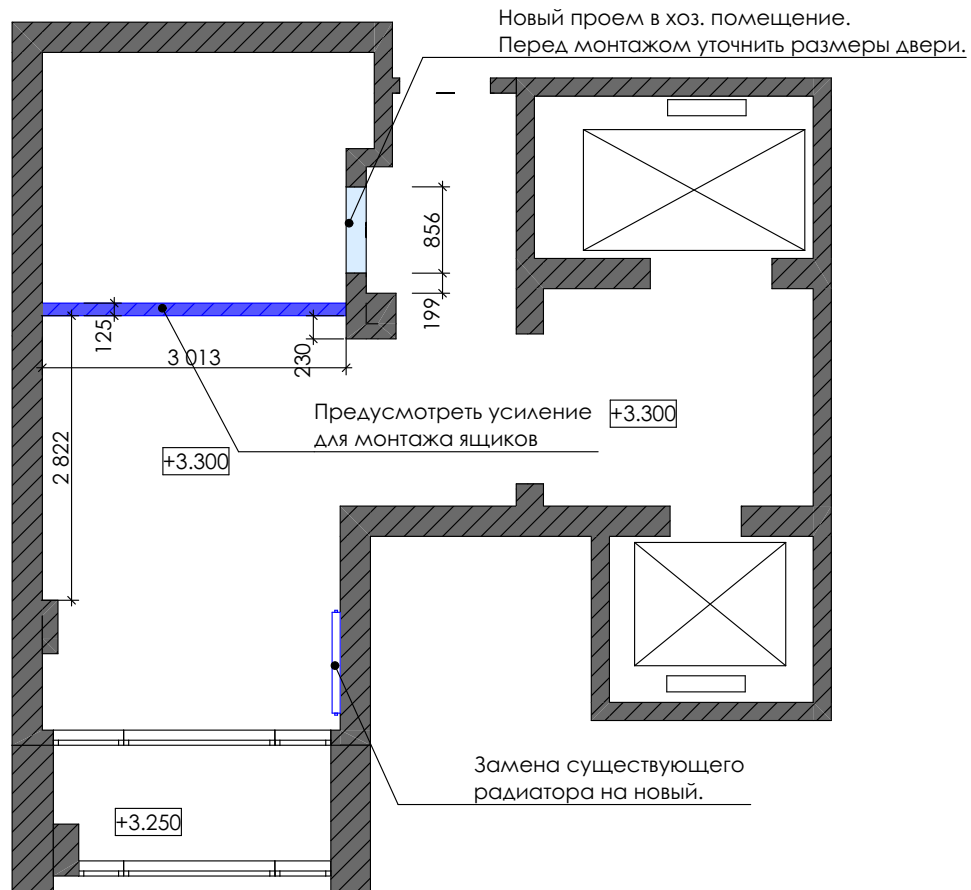 Новый проем в хоз. помещение.
Перед монтажом уточнить размеры двери.
856
199
125
230
3 013
2 822
Предусмотреть усиление
для монтажа ящиков
+3.300
+3.300
Замена существующего
радиатора на новый.
+3.250